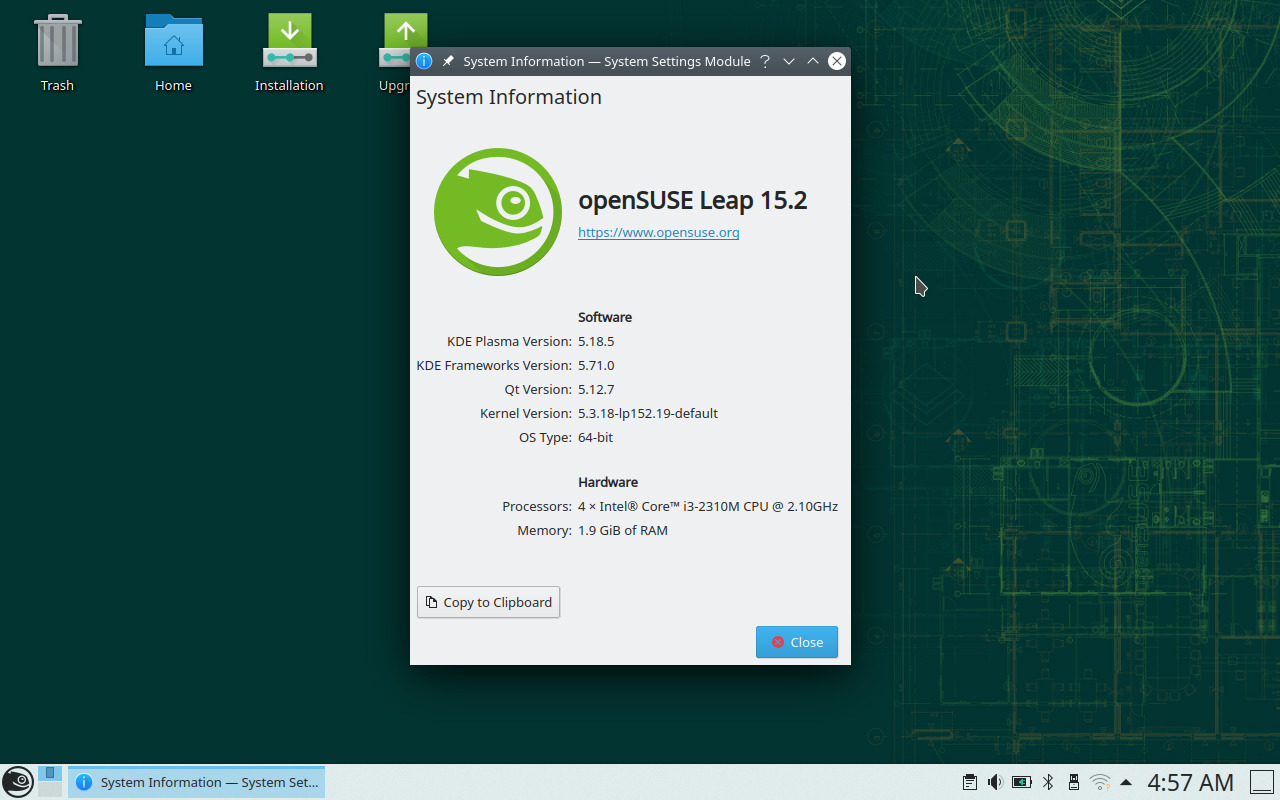 Trash
Home
Installation
Upgr
System Information — System Settings Module
System Information
openSUSE Leap 15.2
https://www.opensuse.org
Software
KDE Plasma Version: 5.18.5
KDE Frameworks Version: 5.71.0
Qt Version: 5.12.7
Kernel Version: 5.3.18-lp152.19-default
OS Type: 64-bit
Hardware
Processors: 4 × Intel® Core™ i3-2310M CPU @ 2.10GHz
Memory: 1.9 GiB of RAM
Copy to Clipboard
Close
System Information — System Set...
4:57 AM